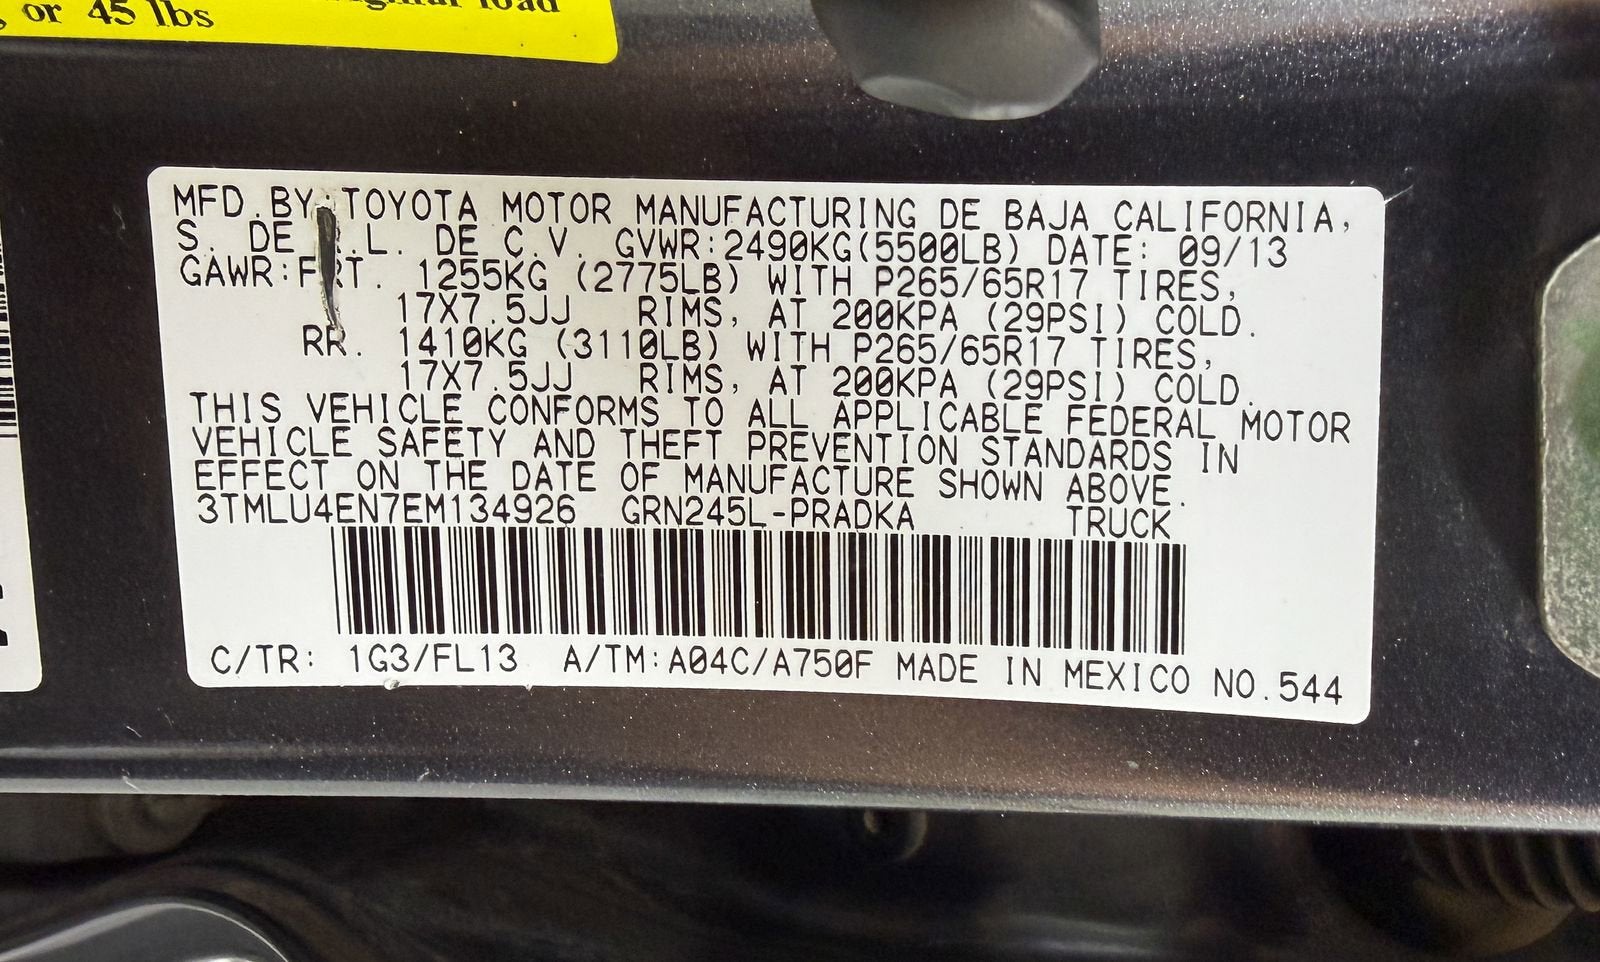 or 45 lbs
load
MFD.BY TOYOTA MOTOR MANUFACTURING DE BAJA CALIFORNIA,
S. DE .L. DE C.V. GVWR:2490KG(5500LB) DATE: 09/13
GAWR:FRT. 1255KG (2775LB) WITH P265/65R17 TIRES,
17X7.5JJ RIMS, AT 200KPA (29PSI) COLD.
RR. 1410KG (3110LB) WITH P265/65R17 TIRES,
17X7.5JJ RIMS, AT 200KPA (29PSI) COLD.
THIS VEHICLE CONFORMS TO ALL APPLICABLE FEDERAL MOTOR
VEHICLE SAFETY AND THEFT PREVENTION STANDARDS IN
EFFECT ON THE DATE OF MANUFACTURE SHOWN ABOVE.
3TMLU4EN7EM134926 GRN245L-PRADKA TRUCK
C/TR: 1G3/FL13 A/TM:A04C/A750F MADE IN MEXICO NO.544